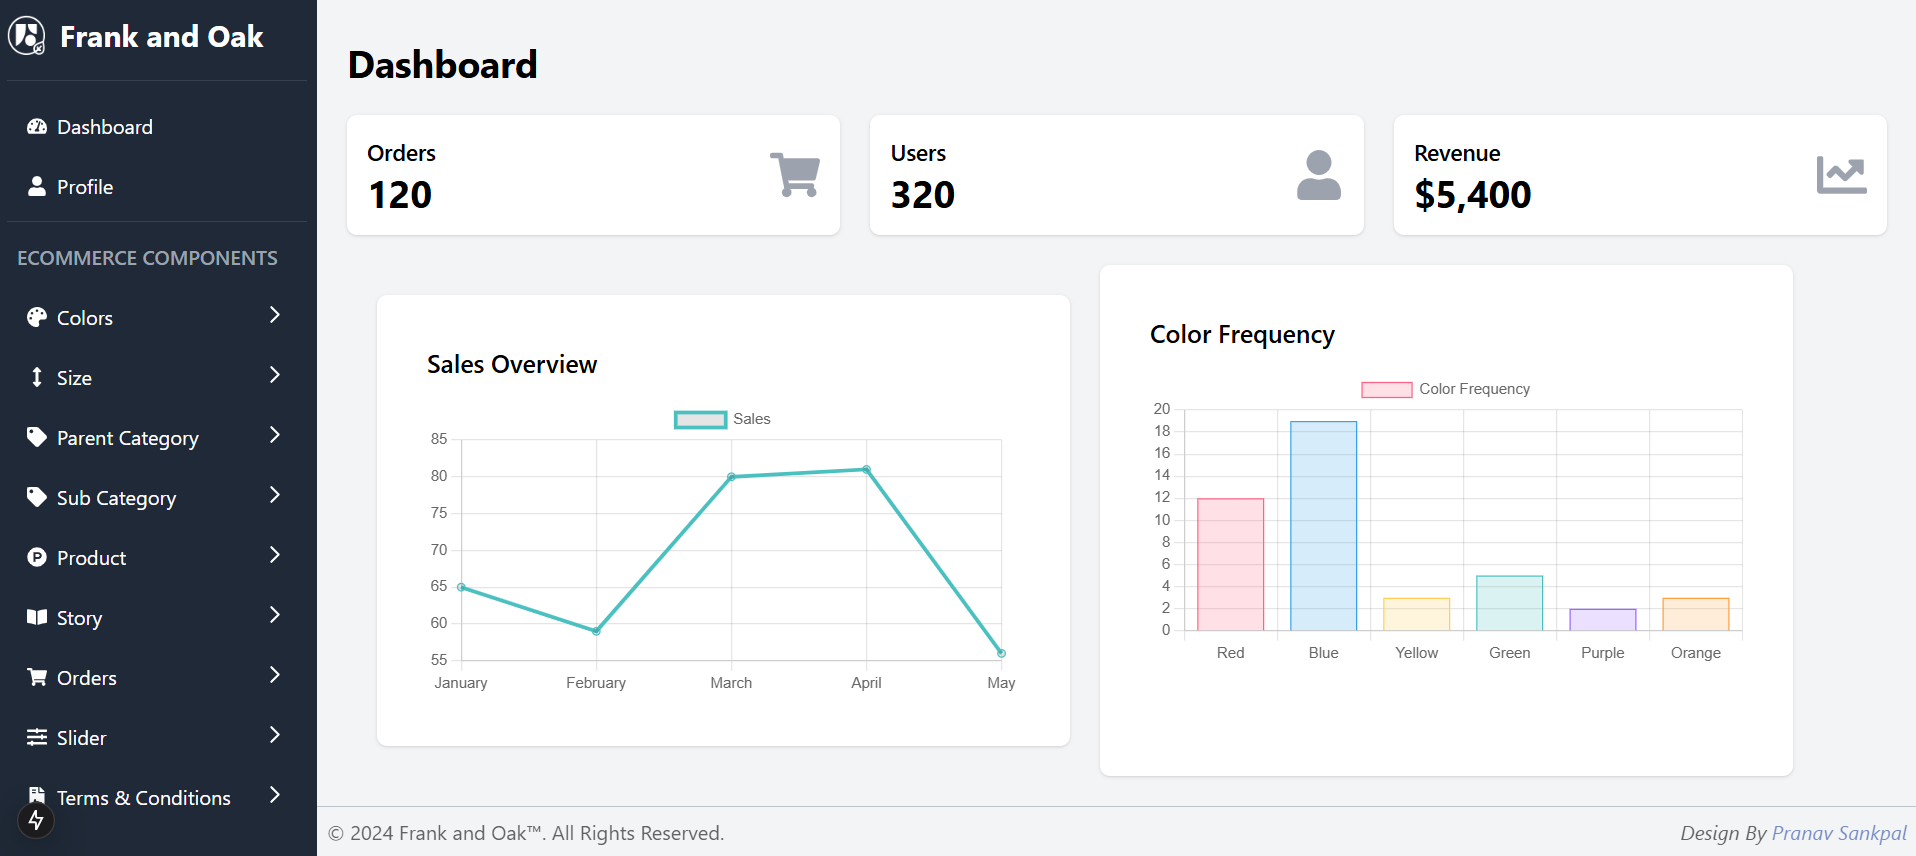 Frank and Oak
Dashboard
Profile
ECOMMERCE COMPONENTS
Colors
Size
Parent Category
Sub Category
Product
Story
Orders
Slider
Terms & Conditions
Dashboard
Orders
120
Users
320
Revenue
$5,400
Sales Overview
Sales
85
80
75
70
65
60
55
January February March April May
Color Frequency
Color Frequency
20
18
16
14
12
10
8
6
4
2
0
Red Blue Yellow Green Purple Orange
© 2024 Frank and Oak™. All Rights Reserved.
Design By Pranav Sankpal